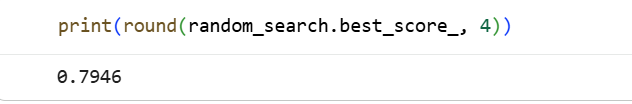 print(round(random_search.best_score_, 4))
0.7946